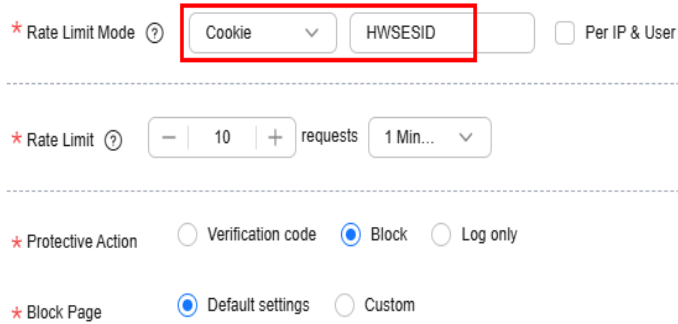 * Rate Limit Mode ? Cookie HWSESID Per IP & User
* Rate Limit ? − 10 + requests 1 Min...
* Protective Action Verification code Block Log only
* Block Page Default settings Custom